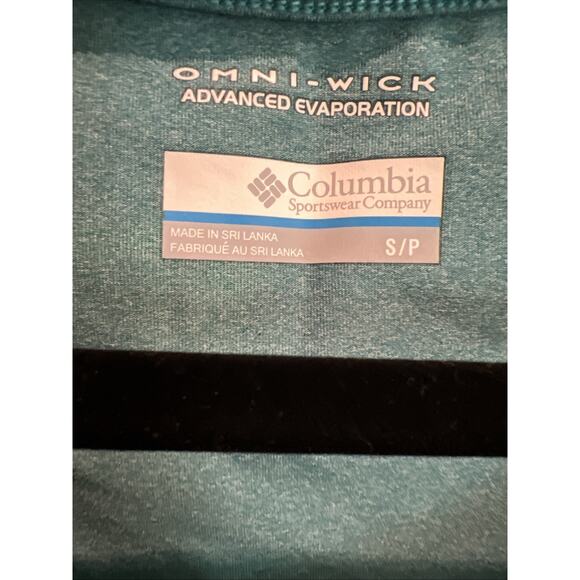 OMNI-WICK
ADVANCED EVAPORATION
Columbia
Sportswear Company
MADE IN SRI LANKA
FABRIQUÉ AU SRI LANKA
S/P